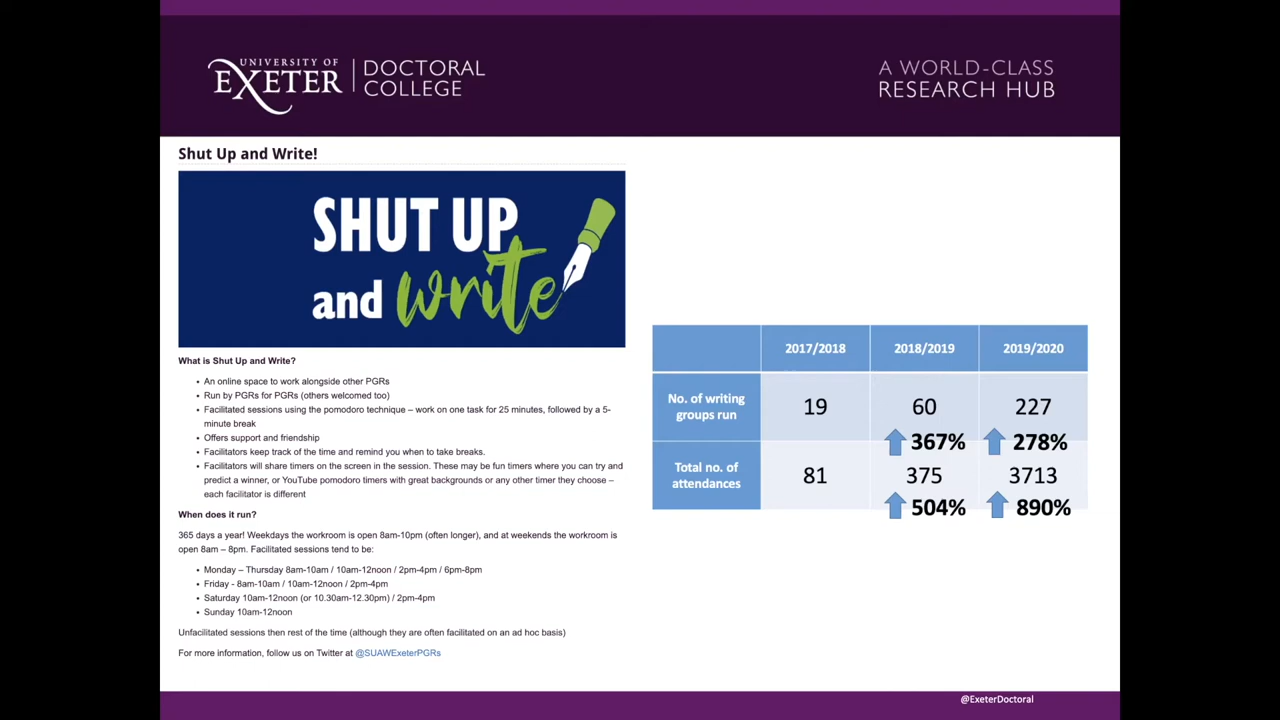 UNIVERSITY OF
EXETER
DOCTORAL
COLLEGE
A WORLD-CLASS
RESEARCH HUB
Shut Up and Write!
SHUT UP
and write
What is Shut Up and Write?
• An online space to work alongside other PGRs
• Run by PGRs for PGRs (others welcomed too)
• Facilitated sessions using the pomodoro technique – work on one task for 25 minutes, followed by a 5-
minute break
• Offers support and friendship
• Facilitators keep track of the time and remind you when to take breaks.
• Facilitators will share timers on the screen in the session. These may be fun timers where you can try and
predict a winner, or YouTube pomodoro timers with great backgrounds or any other timer they choose –
each facilitator is different
When does it run?
365 days a year! Weekdays the workroom is open 8am-10pm (often longer), and at weekends the workroom is
open 8am – 8pm. Facilitated sessions tend to be:
• Monday – Thursday 8am-10am / 10am-12noon / 2pm-4pm / 6pm-8pm
• Friday - 8am-10am / 10am-12noon / 2pm-4pm
• Saturday 10am-12noon (or 10.30am-12.30pm) / 2pm-4pm
• Sunday 10am-12noon
Unfacilitated sessions then rest of the time (although they are often facilitated on an ad hoc basis)
For more information, follow us on Twitter at @SUAWExeterPGRs
2017/2018 2018/2019 2019/2020
No. of writing
groups run
19 60 227
367% 278%
Total no. of
attendances
81 375 3713
504% 890%
@ExeterDoctoral